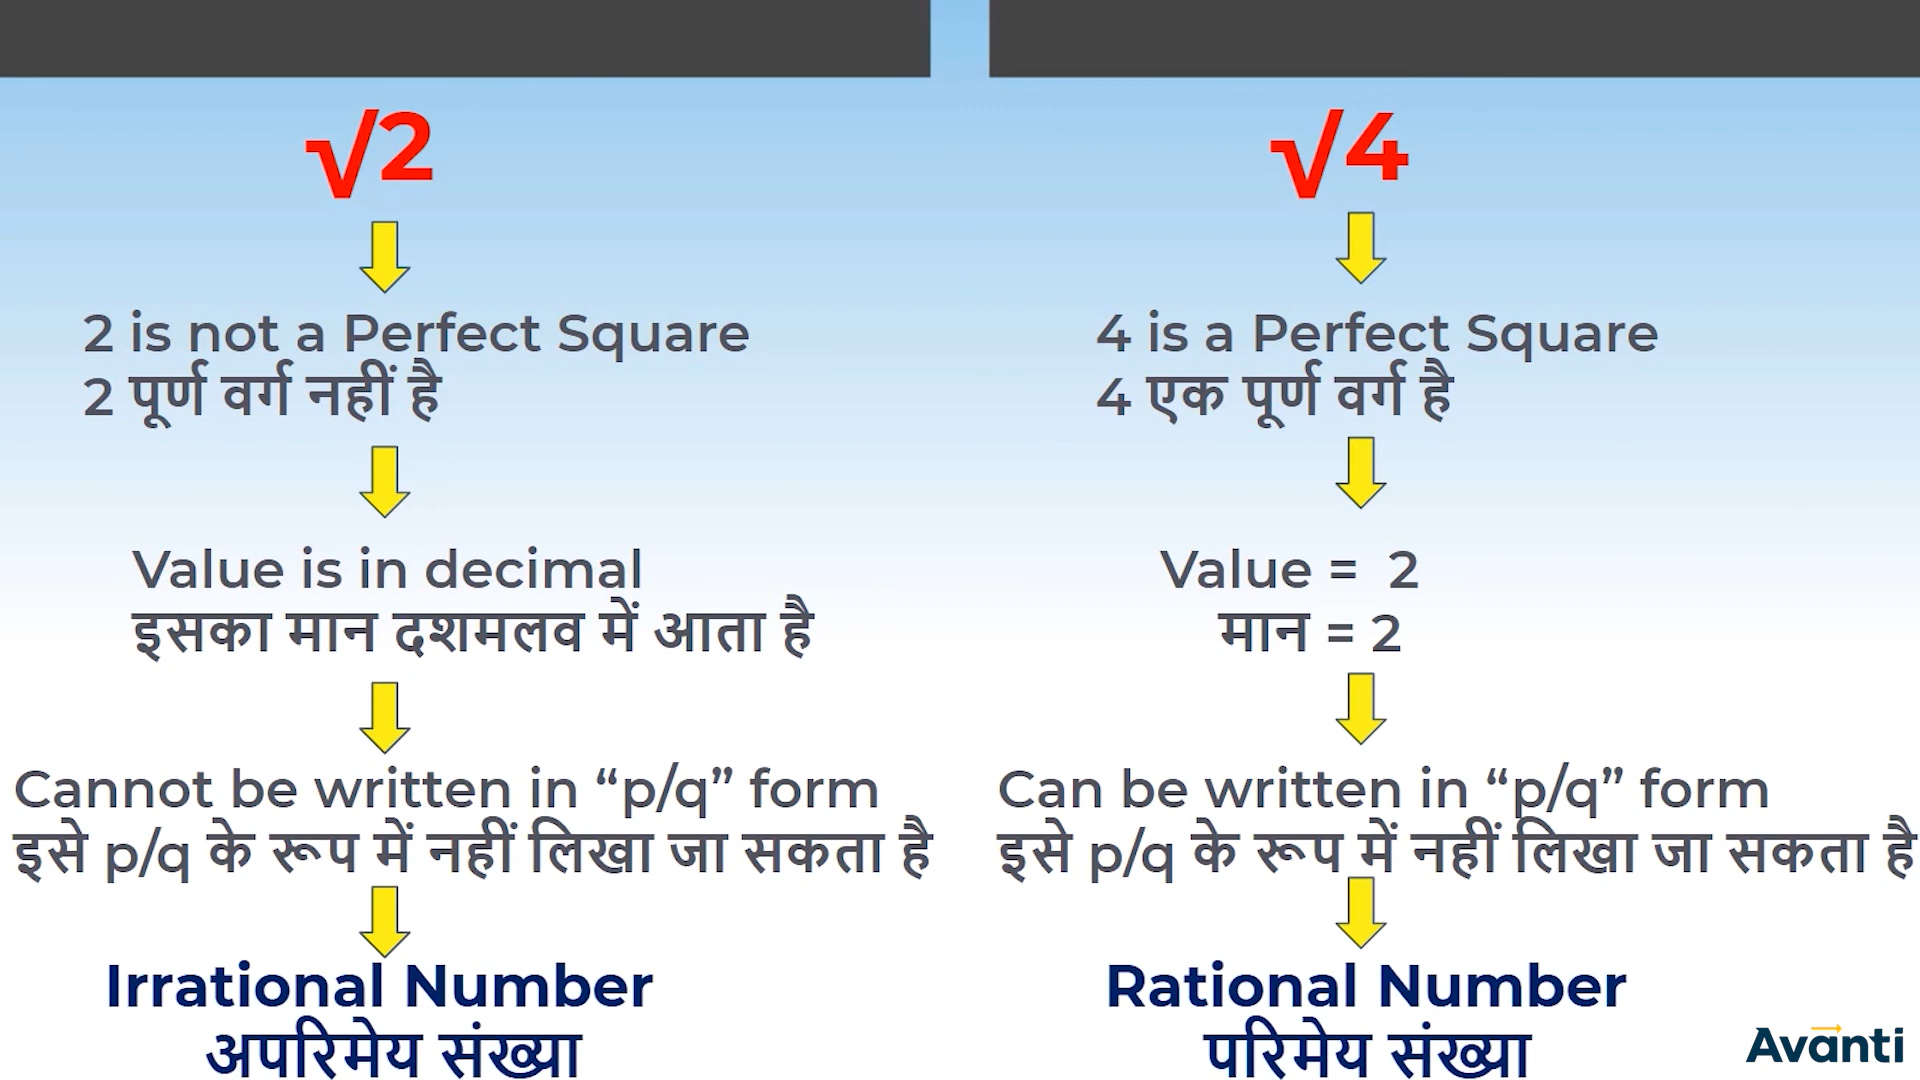 √2
2 is not a Perfect Square
2 पूर्ण वर्ग नहीं है
Value is in decimal
इसका मान दशमलव में आता है
Cannot be written in “p/q” form
इसे p/q के रूप में नहीं लिखा जा सकता है
Irrational Number
अपरिमेय संख्या
√4
4 is a Perfect Square
4 एक पूर्ण वर्ग है
Value = 2
मान = 2
Can be written in “p/q” form
इसे p/q के रूप में नहीं लिखा जा सकता है
Rational Number
परिमेय संख्या
Avanti